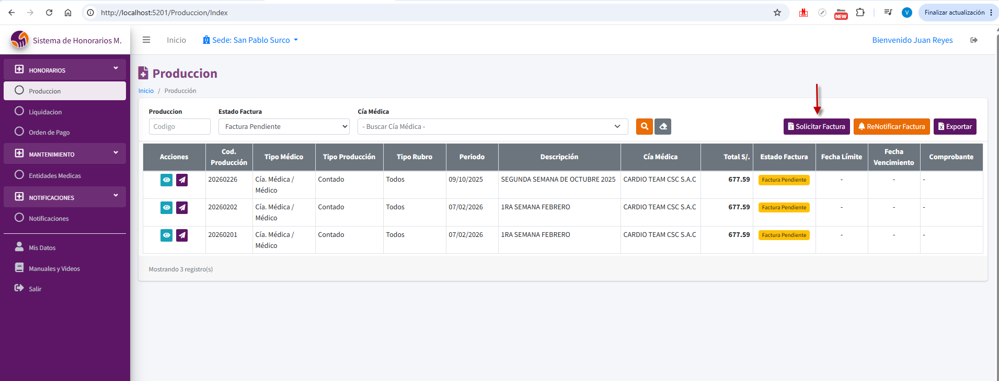 http://localhost:5201/Produccion/Index
NEW
V
Finalizar actualización
Sistema de Honorarios M.
Inicio
Sede: San Pablo Surco
Bienvenido Juan Reyes
HONORARIOS
Produccion
Liquidacion
Orden de Pago
MANTENIMIENTO
Entidades Medicas
NOTIFICACIONES
Notificaciones
Mis Datos
Manuales y Videos
Salir
Produccion
Inicio / Producción
Produccion
Codigo
Estado Factura
Factura Pendiente
Cía Médica
- Buscar Cía Médica -
Solicitar Factura
ReNotificar Factura
Exportar
Acciones Cod. Producción Tipo Médico Tipo Producción Tipo Rubro Periodo Descripción Cía Médica Total S/. Estado Factura Fecha Límite Fecha Vencimiento Comprobante
20260226 Cía. Médica / Médico Contado Todos 09/10/2025 SEGUNDA SEMANA DE OCTUBRE 2025 CARDIO TEAM CSC S.A.C 677.59 Factura Pendiente - - -
20260202 Cía. Médica / Médico Contado Todos 07/02/2026 1RA SEMANA FEBRERO CARDIO TEAM CSC S.A.C 677.59 Factura Pendiente - - -
20260201 Cía. Médica / Médico Contado Todos 07/02/2026 1RA SEMANA FEBRERO CARDIO TEAM CSC S.A.C 677.59 Factura Pendiente - - -
Mostrando 3 registro(s)